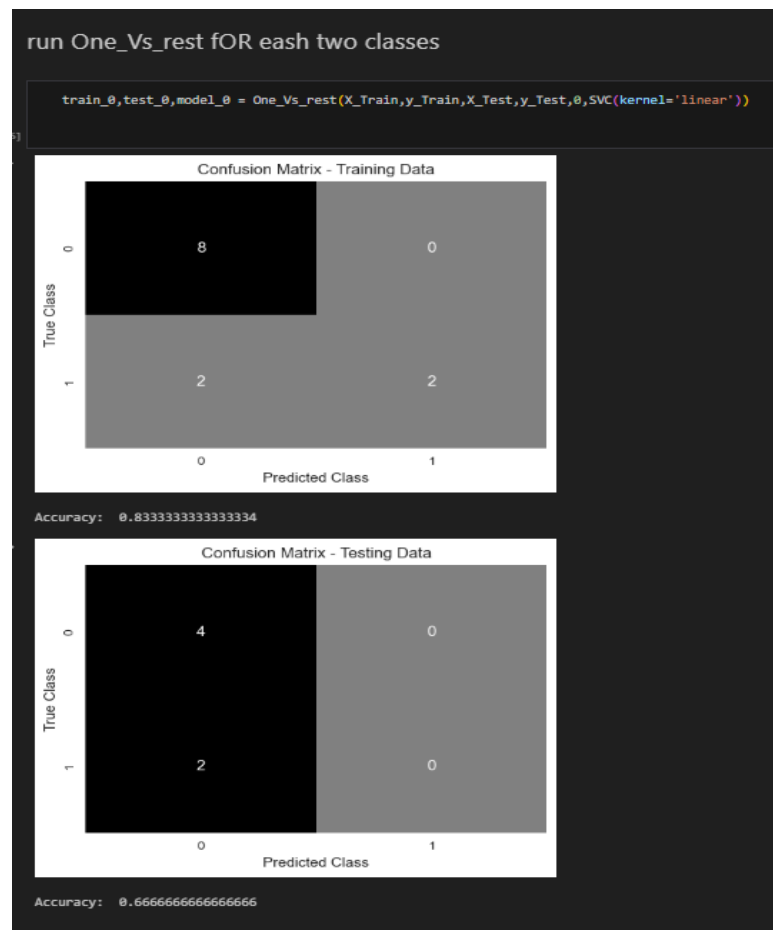 run One_Vs_rest fOR eash two classes
train_0,test_0,model_0 = One_Vs_rest(X_Train,y_Train,X_Test,y_Test,0,SVC(kernel='linear'))
Confusion Matrix - Training Data
0
8
0
True Class
1
2
2
0
1
Predicted Class
Accuracy: 0.8333333333333334
Confusion Matrix - Testing Data
0
4
0
True Class
1
2
0
0
1
Predicted Class
Accuracy: 0.6666666666666666